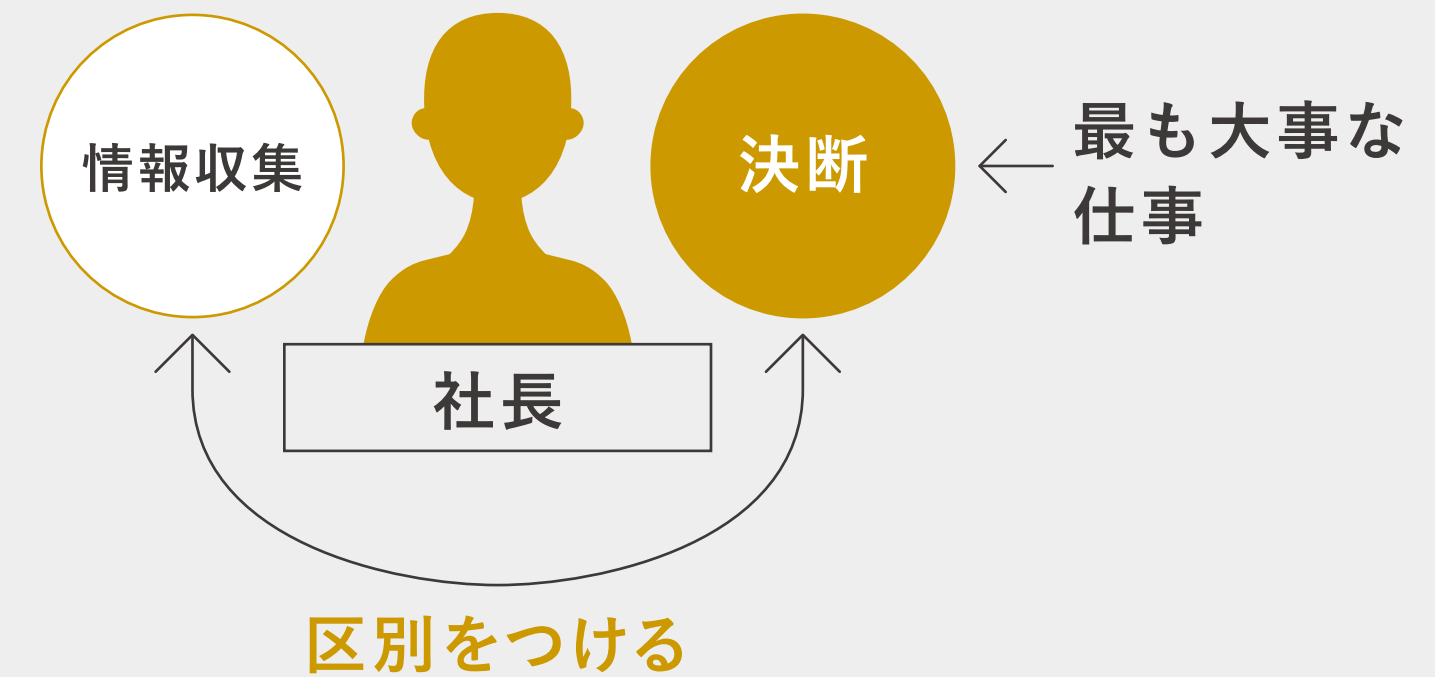 情報収集
決断
最も大事な
仕事
社長
区別をつける